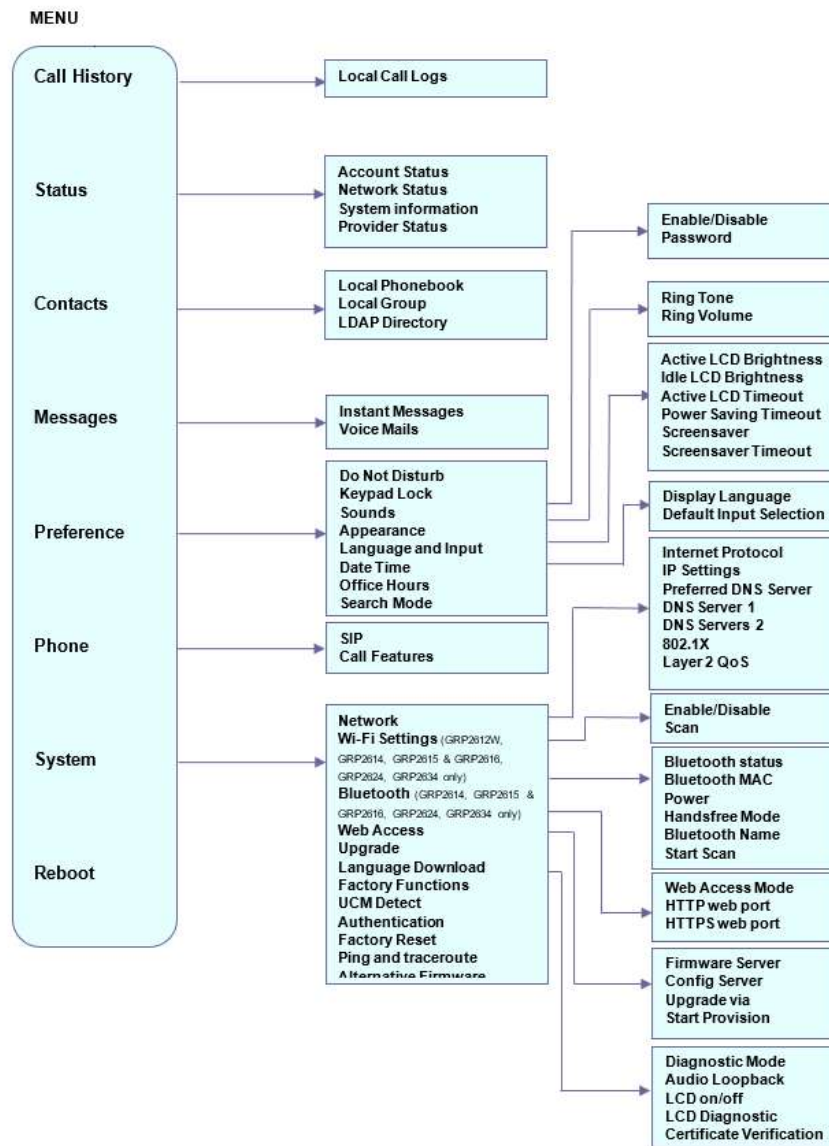 MENU
Call History
Status
Contacts
Messages
Preference
Phone
System
Reboot
Local Call Logs
Account Status
Network Status
System information
Provider Status
Local Phonebook
Local Group
LDAP Directory
Instant Messages
Voice Mails
Do Not Disturb
Keypad Lock
Sounds
Appearance
Language and Input
Date Time
Office Hours
Search Mode
SIP
Call Features
Network
Wi-Fi Settings (GRP2612W,
GRP2614, GRP2615 & GRP2616,
GRP2624, GRP2634 only)
Bluetooth (GRP2614, GRP2615 &
GRP2616, GRP2624, GRP2634 only)
Web Access
Upgrade
Language Download
Factory Functions
UCM Detect
Authentication
Factory Reset
Ping and traceroute
Alternative Firmware
Enable/Disable
Password
Ring Tone
Ring Volume
Active LCD Brightness
Idle LCD Brightness
Active LCD Timeout
Power Saving Timeout
Screensaver
Screensaver Timeout
Display Language
Default Input Selection
Internet Protocol
IP Settings
Preferred DNS Server
DNS Server 1
DNS Servers 2
802.1X
Layer 2 QoS
Enable/Disable
Scan
Bluetooth status
Bluetooth MAC
Power
Handsfree Mode
Bluetooth Name
Start Scan
Web Access Mode
HTTP web port
HTTPS web port
Firmware Server
Config Server
Upgrade via
Start Provision
Diagnostic Mode
Audio Loopback
LCD on/off
LCD Diagnostic
Certificate Verification